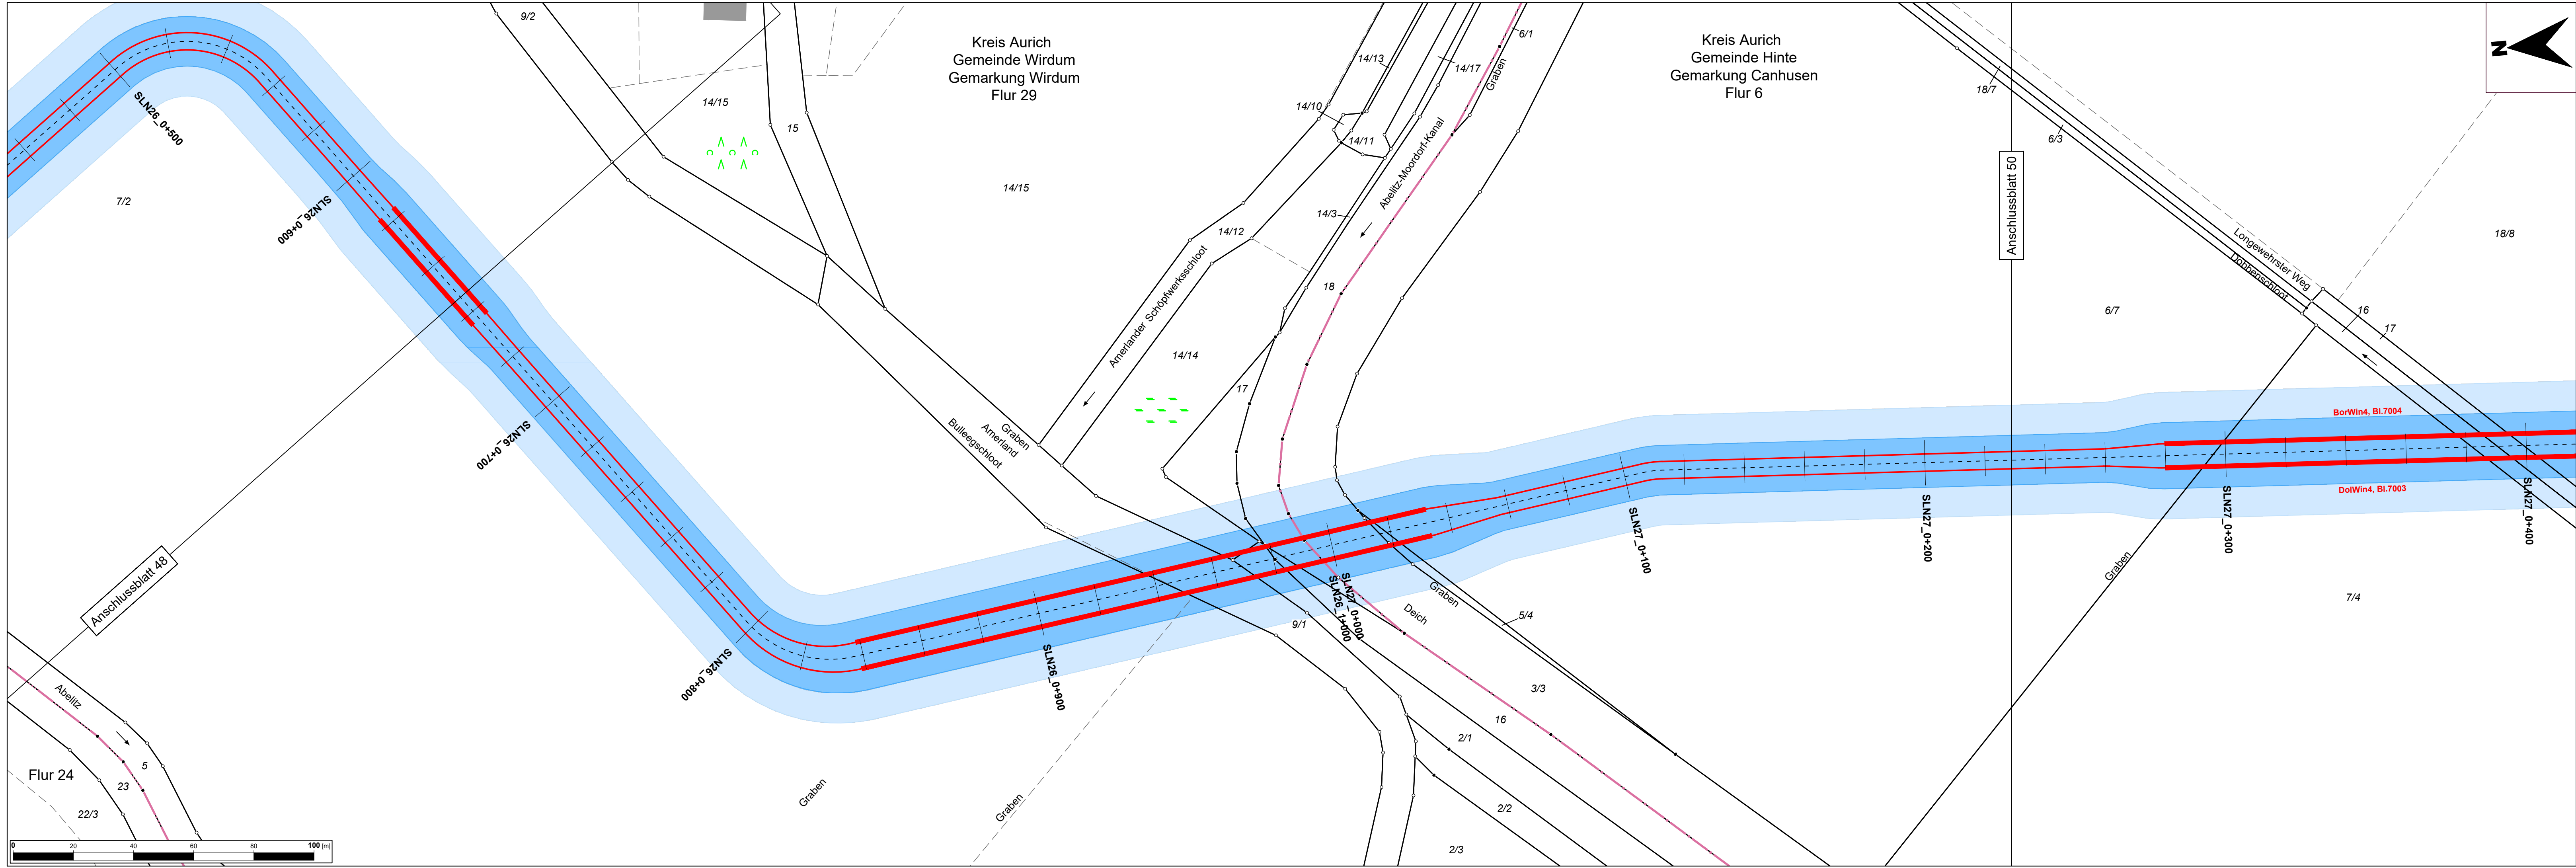 9/2
Kreis Aurich
Gemeinde Wirdum
Gemarkung Wirdum
Flur 29
Kreis Aurich
Gemeinde Hinte
Gemarkung Canhusen
Flur 6
N
6/1
14/13
14/17
Graben
14/10
14/11
14/15
15
18/7
6/3
SLN26_0+500
7/2
14/15
Abelitz-Moordorf-Kanal
Anschlussblatt 50
SLN26_0+600
14/3
14/12
Amerlander Schöpfwerksschloot
18
Longewehrster Weg
Dobbenschloot
18/8
6/7
16
17
14/14
17
SLN26_0+700
Graben
Amerland
Bulleegschloot
BorWin4, Bl.7004
DolWin4, Bl.7003
SLN27_0+100
SLN27_0+200
SLN27_0+300
SLN27_0+400
Anschlussblatt 48
SLN27_0+000
SLN26_1+000
Graben
Deich
5/4
Graben
7/4
9/1
SLN26_0+800
SLN26_0+900
3/3
16
2/1
Abelitz
5
Flur 24
23
22/3
Graben
Graben
2/2
2/3
0 20 40 60 80 100 [m]